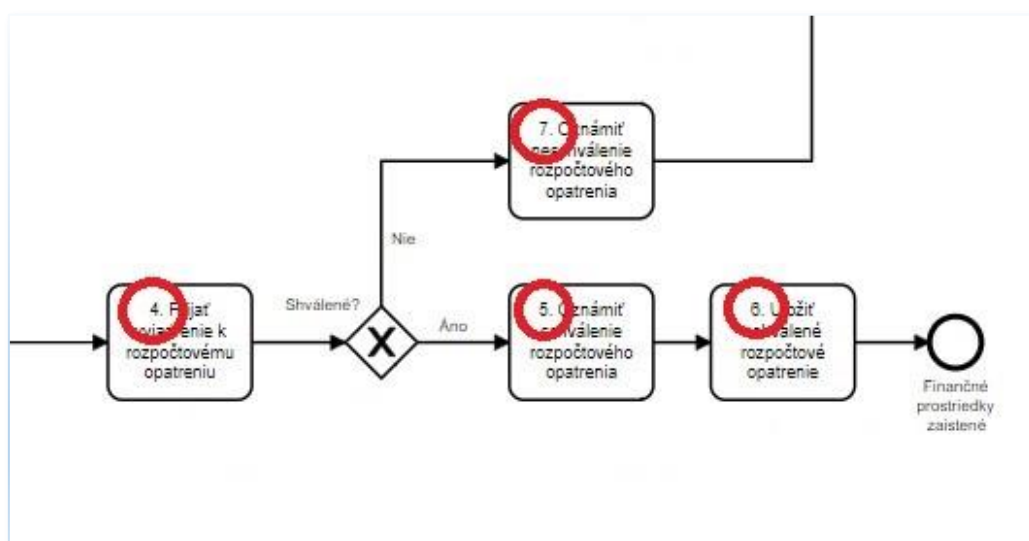 7. Oznámiť
neschválenie
rozpočtového
opatrenia
Nie
4. Prijať
vyjadrenie k
rozpočtovému
opatreniu
Shválené?
Áno
5. Oznámiť
schválenie
rozpočtového
opatrenia
6. Uložiť
schválené
rozpočtové
opatrenie
Finančné
prostriedky
zaistené